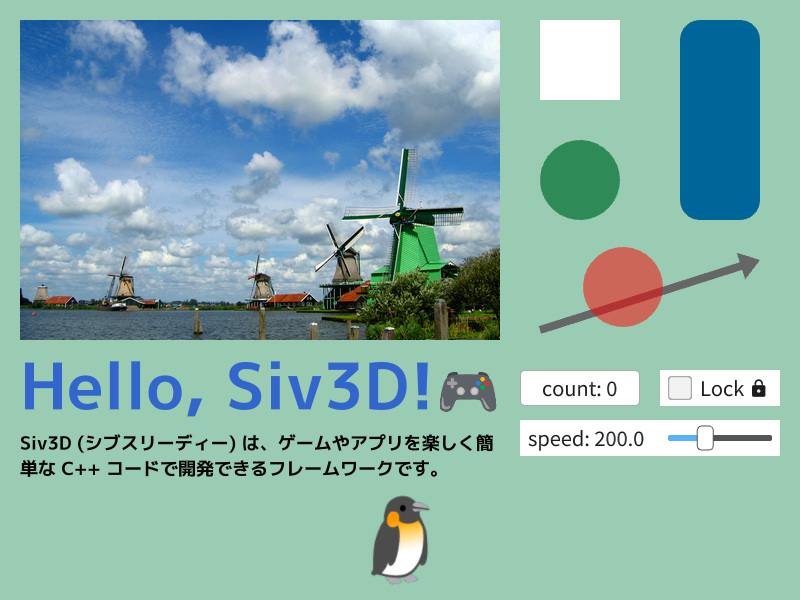 Hello, Siv3D!
Siv3D (シブスリーディー) は、ゲームやアプリを楽しく簡
単な C++ コードで開発できるフレームワークです。
count: 0
Lock
speed: 200.0